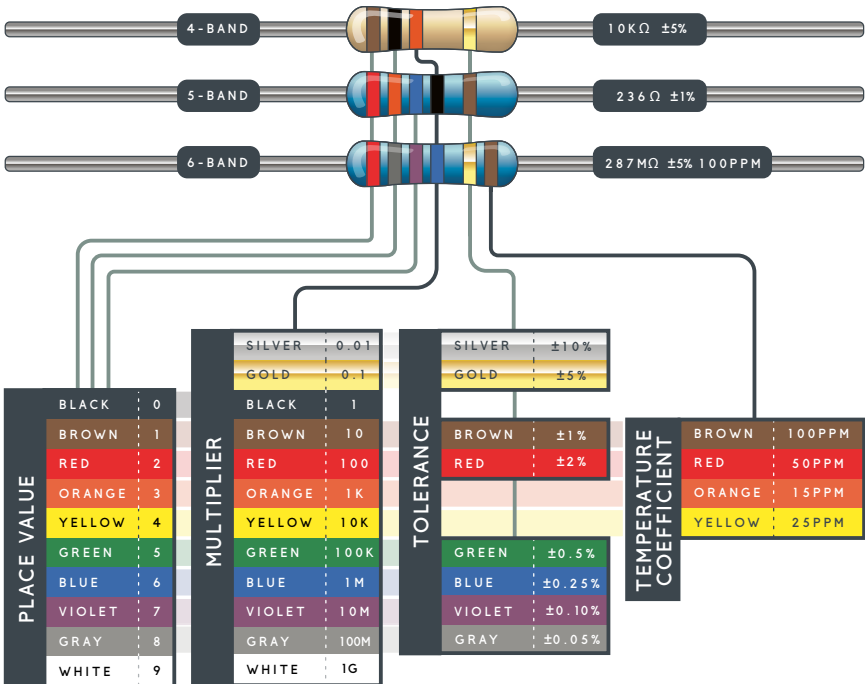 4-BAND 10KΩ ±5%
5-BAND 236Ω ±1%
6-BAND 287MΩ ±5% 100PPM
PLACE VALUE
BLACK 0
BROWN 1
RED 2
ORANGE 3
YELLOW 4
GREEN 5
BLUE 6
VIOLET 7
GRAY 8
WHITE 9
MULTIPLIER
SILVER 0.01
GOLD 0.1
BLACK 1
BROWN 10
RED 100
ORANGE 1K
YELLOW 10K
GREEN 100K
BLUE 1M
VIOLET 10M
GRAY 100M
WHITE 1G
TOLERANCE
SILVER ±10%
GOLD ±5%
BROWN ±1%
RED ±2%
GREEN ±0.5%
BLUE ±0.25%
VIOLET ±0.10%
GRAY ±0.05%
TEMPERATURE
COEFFICIENT
BROWN 100PPM
RED 50PPM
ORANGE 15PPM
YELLOW 25PPM